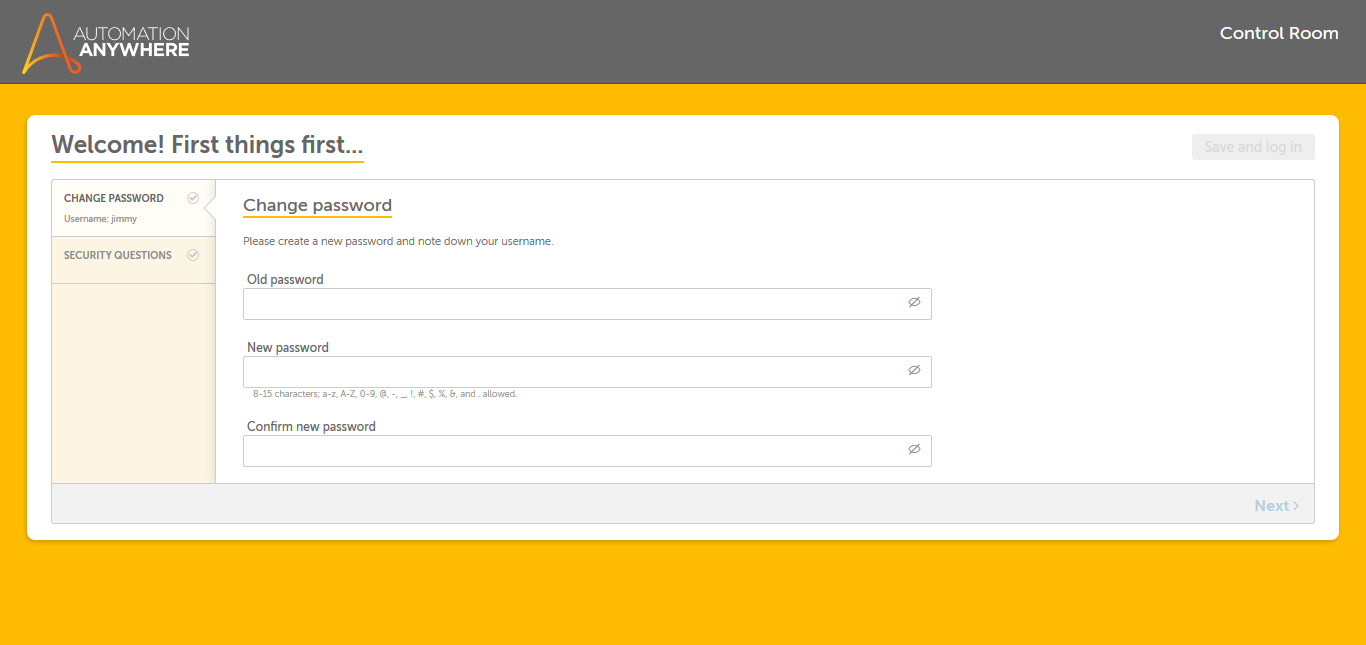 AUTOMATION
ANYWHERE
Control Room
Welcome! First things first...
Save and log in
CHANGE PASSWORD
Username: jimmy
SECURITY QUESTIONS
Change password
Please create a new password and note down your username.
Old password
New password
8-15 characters; a-z, A-Z, 0-9, @, -, _, !, #, $, %, &, and . allowed.
Confirm new password
Next >